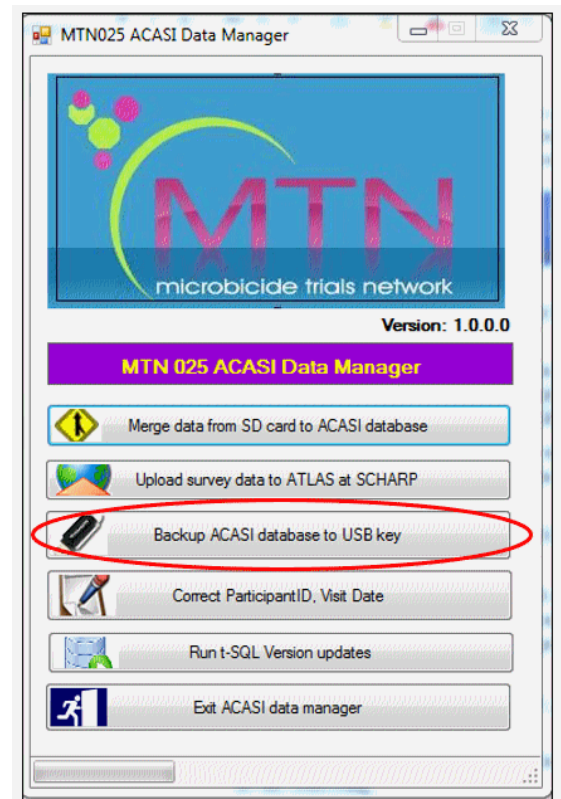 MTN025 ACASI Data Manager
MTN
microbicide trials network
Version: 1.0.0.0
MTN 025 ACASI Data Manager
Merge data from SD card to ACASI database
Upload survey data to ATLAS at SCHARP
Backup ACASI database to USB key
Correct ParticipantID, Visit Date
Run t-SQL Version updates
Exit ACASI data manager